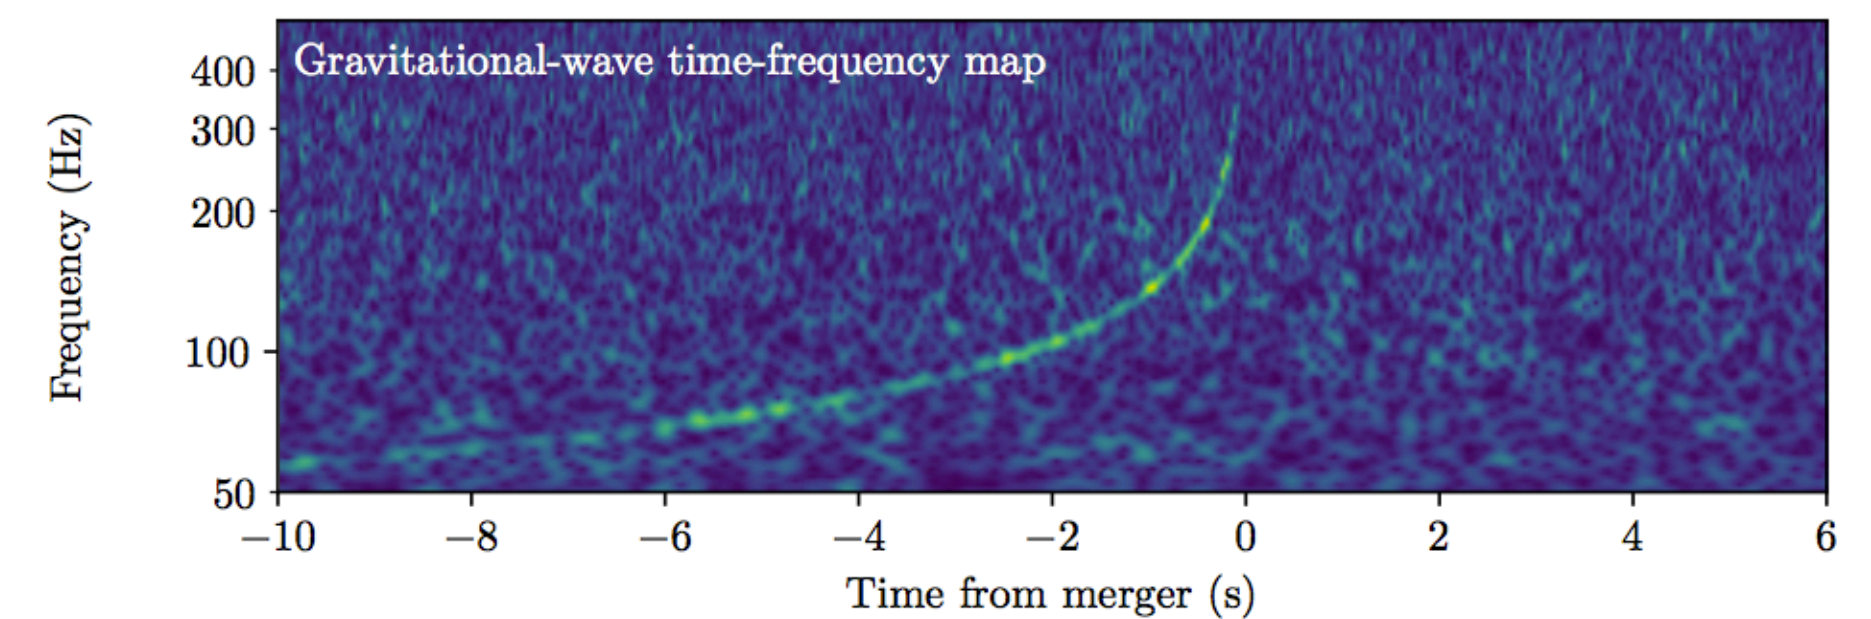 Gravitational-wave time-frequency map
400
300
200
100
50
Frequency (Hz)
−10 −8 −6 −4 −2 0 2 4 6
Time from merger (s)